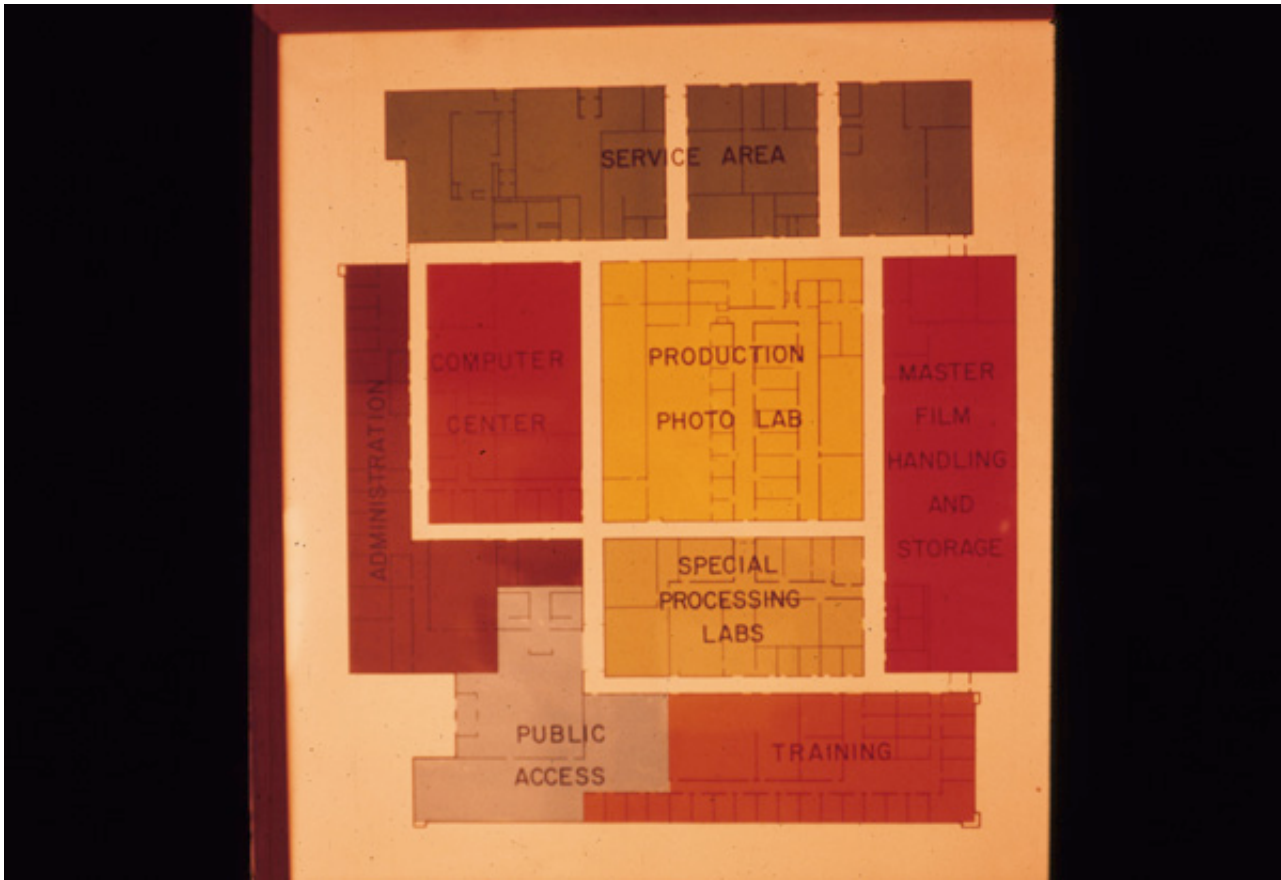 SERVICE AREA
COMPUTER
CENTER
PRODUCTION
PHOTO LAB
MASTER
FILM
HANDLING
AND
STORAGE
ADMINISTRATION
SPECIAL
PROCESSING
LABS
PUBLIC
ACCESS
TRAINING